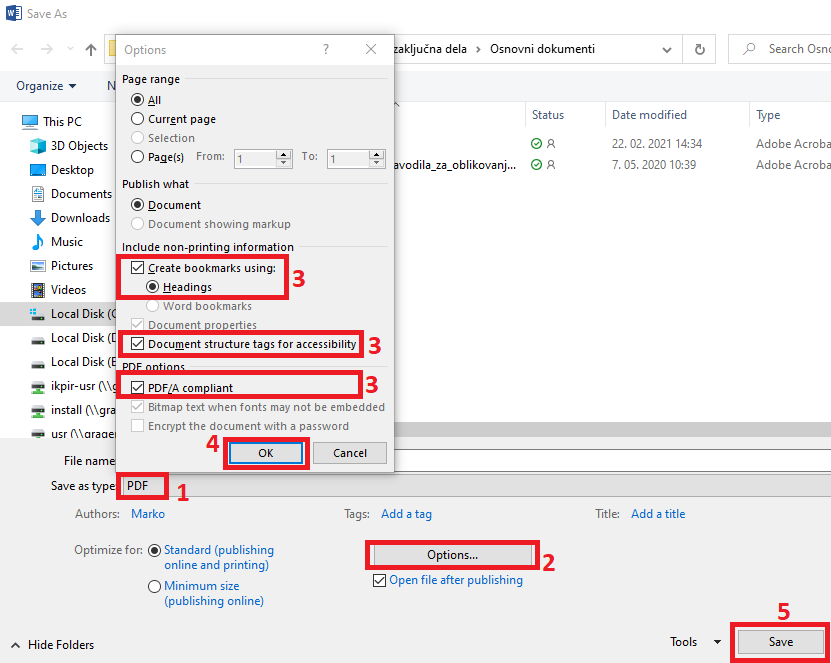 Save As
Options ?
zaključna dela › Osnovni dokumenti
Search Osno
Organize
N
Page range
All
Current page
Selection
Page(s) From: 1 To: 1
Publish what
Document
Document showing markup
Include non-printing information
Create bookmarks using: 3
Headings
Word bookmarks
Document properties
Document structure tags for accessibility 3
PDF options
PDF/A compliant 3
Bitmap text when fonts may not be embedded
Encrypt the document with a password
4 OK Cancel
This PC
3D Objects
Desktop
Documents
Downloads
Music
Pictures
Videos
Local Disk (C
Local Disk (D
Local Disk (E
ikpir-usr (\\gra
install (\\grage
usr (\\grager
Status Date modified Type
22. 02. 2021 14:34 Adobe Acroba
avodila_za_oblikovanj... 7. 05. 2020 10:39 Adobe Acroba
File name
Save as type: PDF 1
Authors: Marko Tags: Add a tag Title: Add a title
Optimize for: Standard (publishing
online and printing)
Minimum size
(publishing online)
Options... 2
Open file after publishing
5
Hide Folders Tools Save